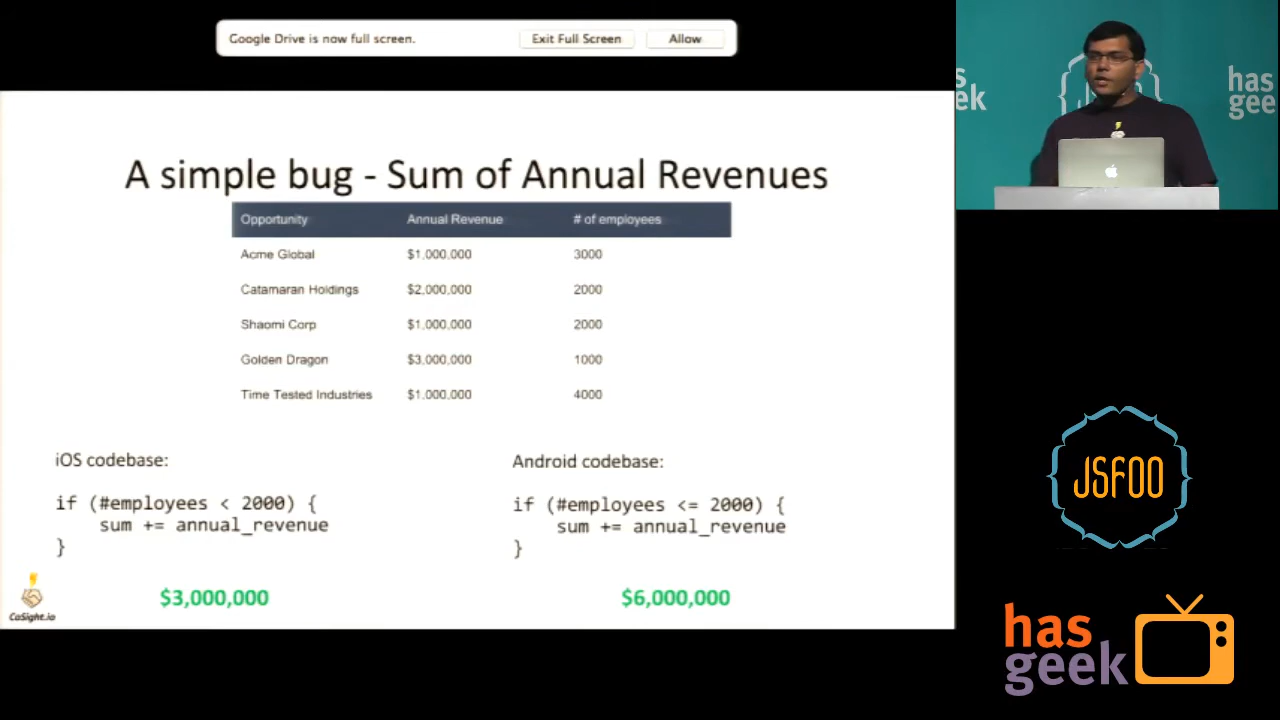 Google Drive is now full screen. Exit Full Screen Allow
A simple bug - Sum of Annual Revenues
Opportunity Annual Revenue # of employees
Acme Global $1,000,000 3000
Catamaran Holdings $2,000,000 2000
Shaomi Corp $1,000,000 2000
Golden Dragon $3,000,000 1000
Time Tested Industries $1,000,000 4000
iOS codebase:
if (#employees < 2000) {
sum += annual_revenue
}
$3,000,000
Android codebase:
if (#employees <= 2000) {
sum += annual_revenue
}
$6,000,000
CoSight.io
has
geek
JSFOO
has
geek